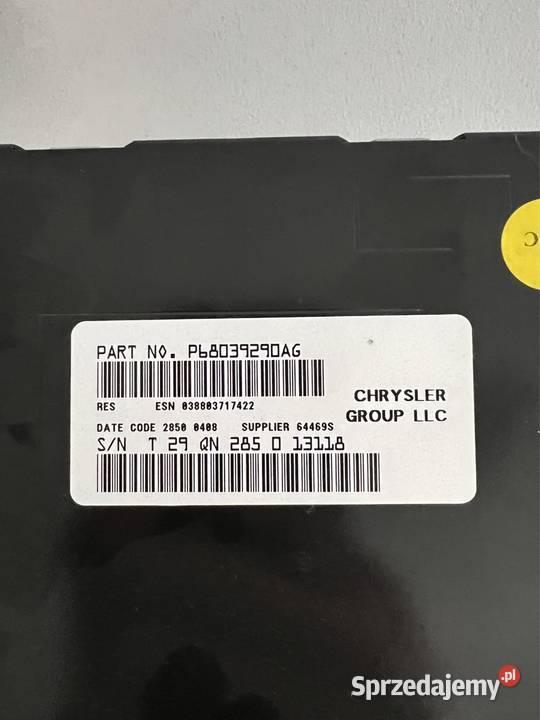 PART NO. P68039290AG
RES ESN 038803717422
CHRYSLER
GROUP LLC
DATE CODE 2850 0408 SUPPLIER 64469S
S/N T 29 QN 285 0 13118
Sprzedajemy.pl